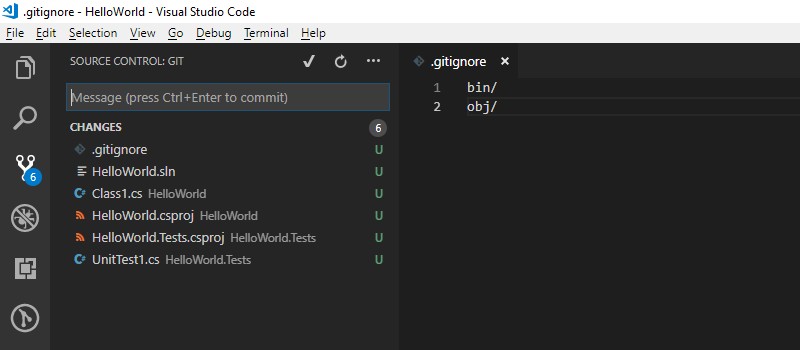 .gitignore - HelloWorld - Visual Studio Code
File Edit Selection View Go Debug Terminal Help
SOURCE CONTROL: GIT
.gitignore
Message (press Ctrl+Enter to commit)
CHANGES 6
.gitignore U
HelloWorld.sln U
C# Class1.cs HelloWorld U
HelloWorld.csproj HelloWorld U
HelloWorld.Tests.csproj HelloWorld.Tests U
C# UnitTest1.cs HelloWorld.Tests U
6
1 bin/
2 obj/